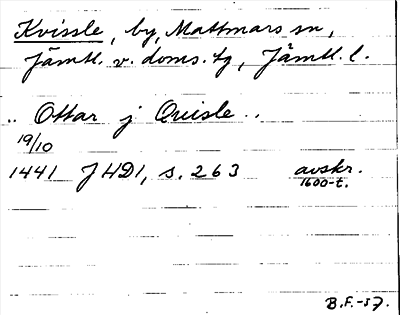 Kvissle, by, Mattmars sn,
Jämtl. v. doms. tg, Jämtl. l.
.. Ottar j Quisle ..
19/10
1441 JHD1, s. 263 avskr.
1600-t.
B.F.-57.